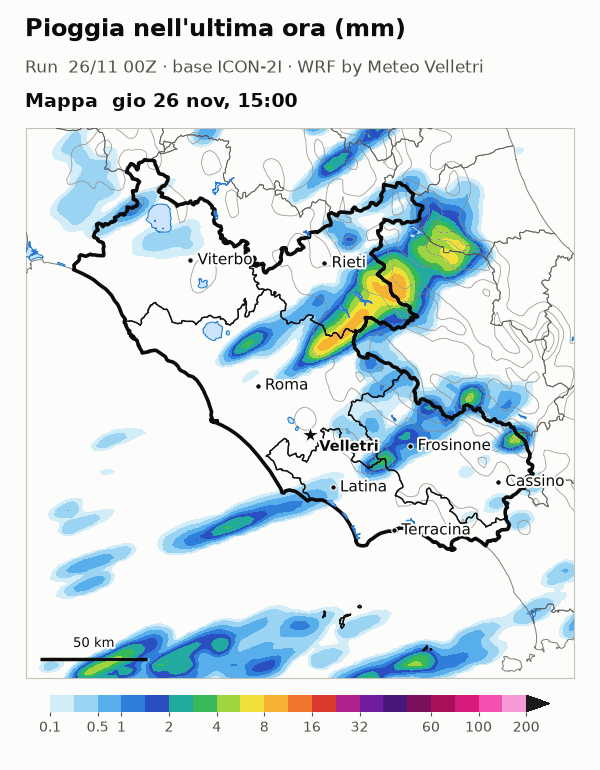 Pioggia nell'ultima ora (mm)
Run  26/11 00Z · base ICON-2I · WRF by Meteo Velletri
Mappa  gio 26 nov, 15:00
Viterbo
Rieti
Roma
Velletri
Frosinone
Latina
Cassino
Terracina
50 km
0.1 0.5 1 2 4 8 16 32 60 100 200